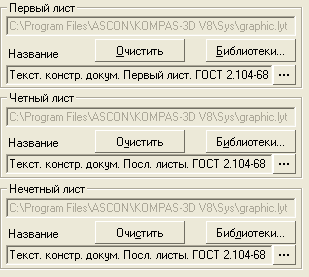 Первый лист
C:\Program Files\ASCON\KOMPAS-3D V8\Sys\graphic.lyt
Название Очистить Библиотеки...
Текст. констр. докум. Первый лист. ГОСТ 2.104-68 ...
Четный лист
C:\Program Files\ASCON\KOMPAS-3D V8\Sys\graphic.lyt
Название Очистить Библиотеки...
Текст. констр. докум. Посл. листы. ГОСТ 2.104-68 ...
Нечетный лист
C:\Program Files\ASCON\KOMPAS-3D V8\Sys\graphic.lyt
Название Очистить Библиотеки...
Текст. констр. докум. Посл. листы. ГОСТ 2.104-68 ...